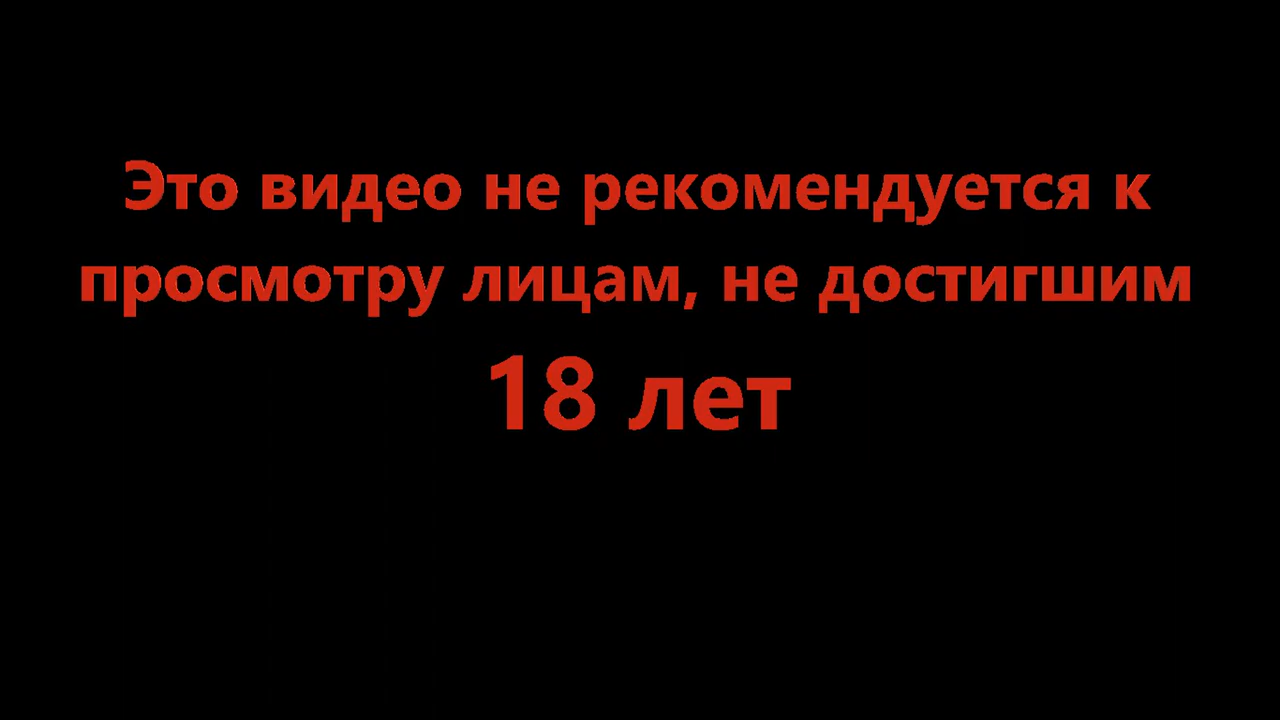 Это видео не рекомендуется к
просмотру лицам, не достигшим
18 лет